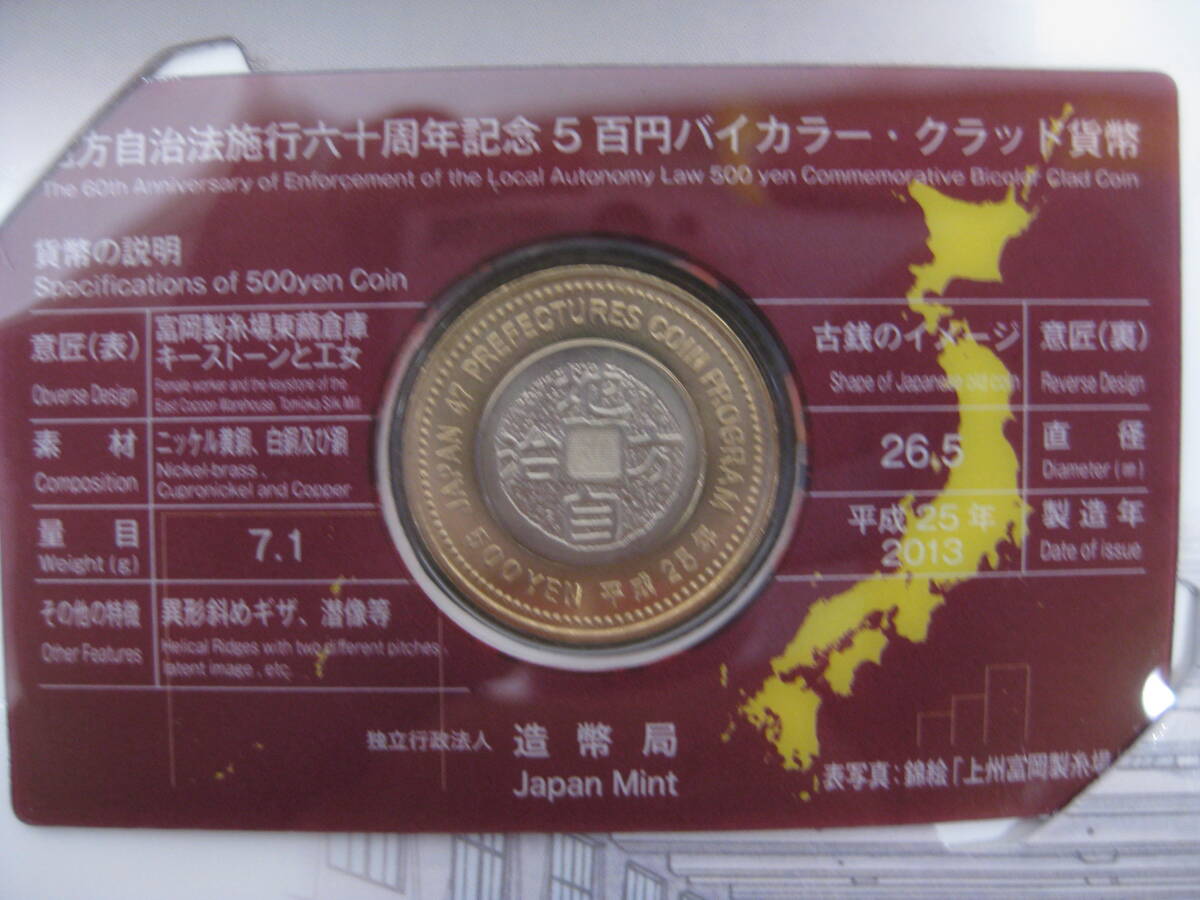 方自治法施行六十周年記念5百円バイカラー・クラッド貨幣
The 60th Anniversary of Enforcement of the Local Autonomy Law 500 yen Commemorative Bicolor Clad Coin
貨幣の説明
Specifications of 500yen Coin
意匠(表)
Obverse Design
富岡製糸場東繭倉庫
キーストーンと工女
Female worker and the keystone of the
East Cocoon Warehouse, Tomioka Silk Mill
素材
Composition
ニッケル黄銅、白銅及び銅
Nickel-brass,
Cupronickel and Copper
量目
Weight (g)
7.1
その他の特徴
Other Features
異形斜めギザ、潜像等
Helical Ridges with two different pitches,
latent image, etc.
JAPAN 47 PREFECTURES COIN PROGRAM
500 YEN 平成25年
地方自治
古銭のイメージ
Shape of Japanese old coin
意匠(裏)
Reverse Design
26.5
直径
Diameter (㎜)
平成25年
2013
製造年
Date of issue
独立行政法人 造幣局
Japan Mint
表写真:錦絵「上州富岡製糸場